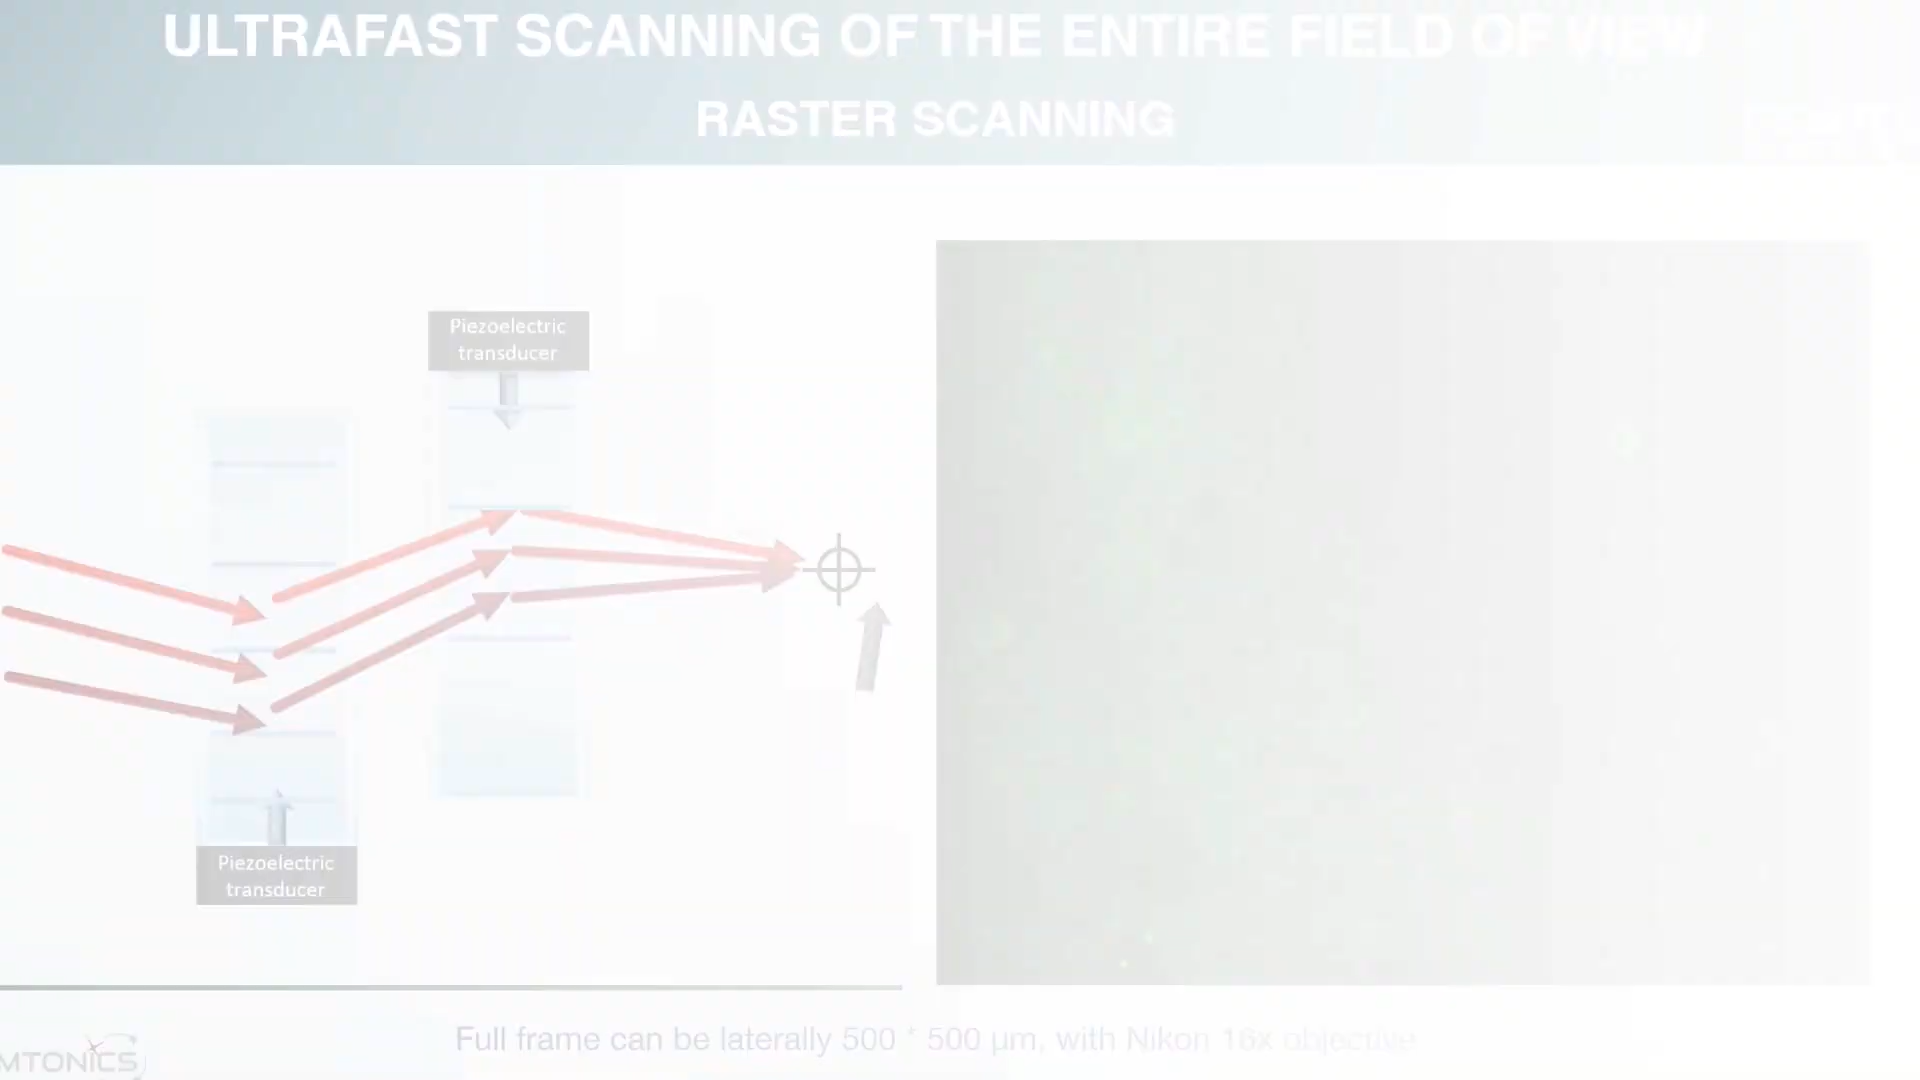 ULTRAFAST SCANNING OF THE ENTIRE FIELD OF VIEW
RASTER SCANNING
Piezoelectric
transducer
Piezoelectric
transducer
Full frame can be laterally 500 * 500 µm, with Nikon 16x objective
MTONICS